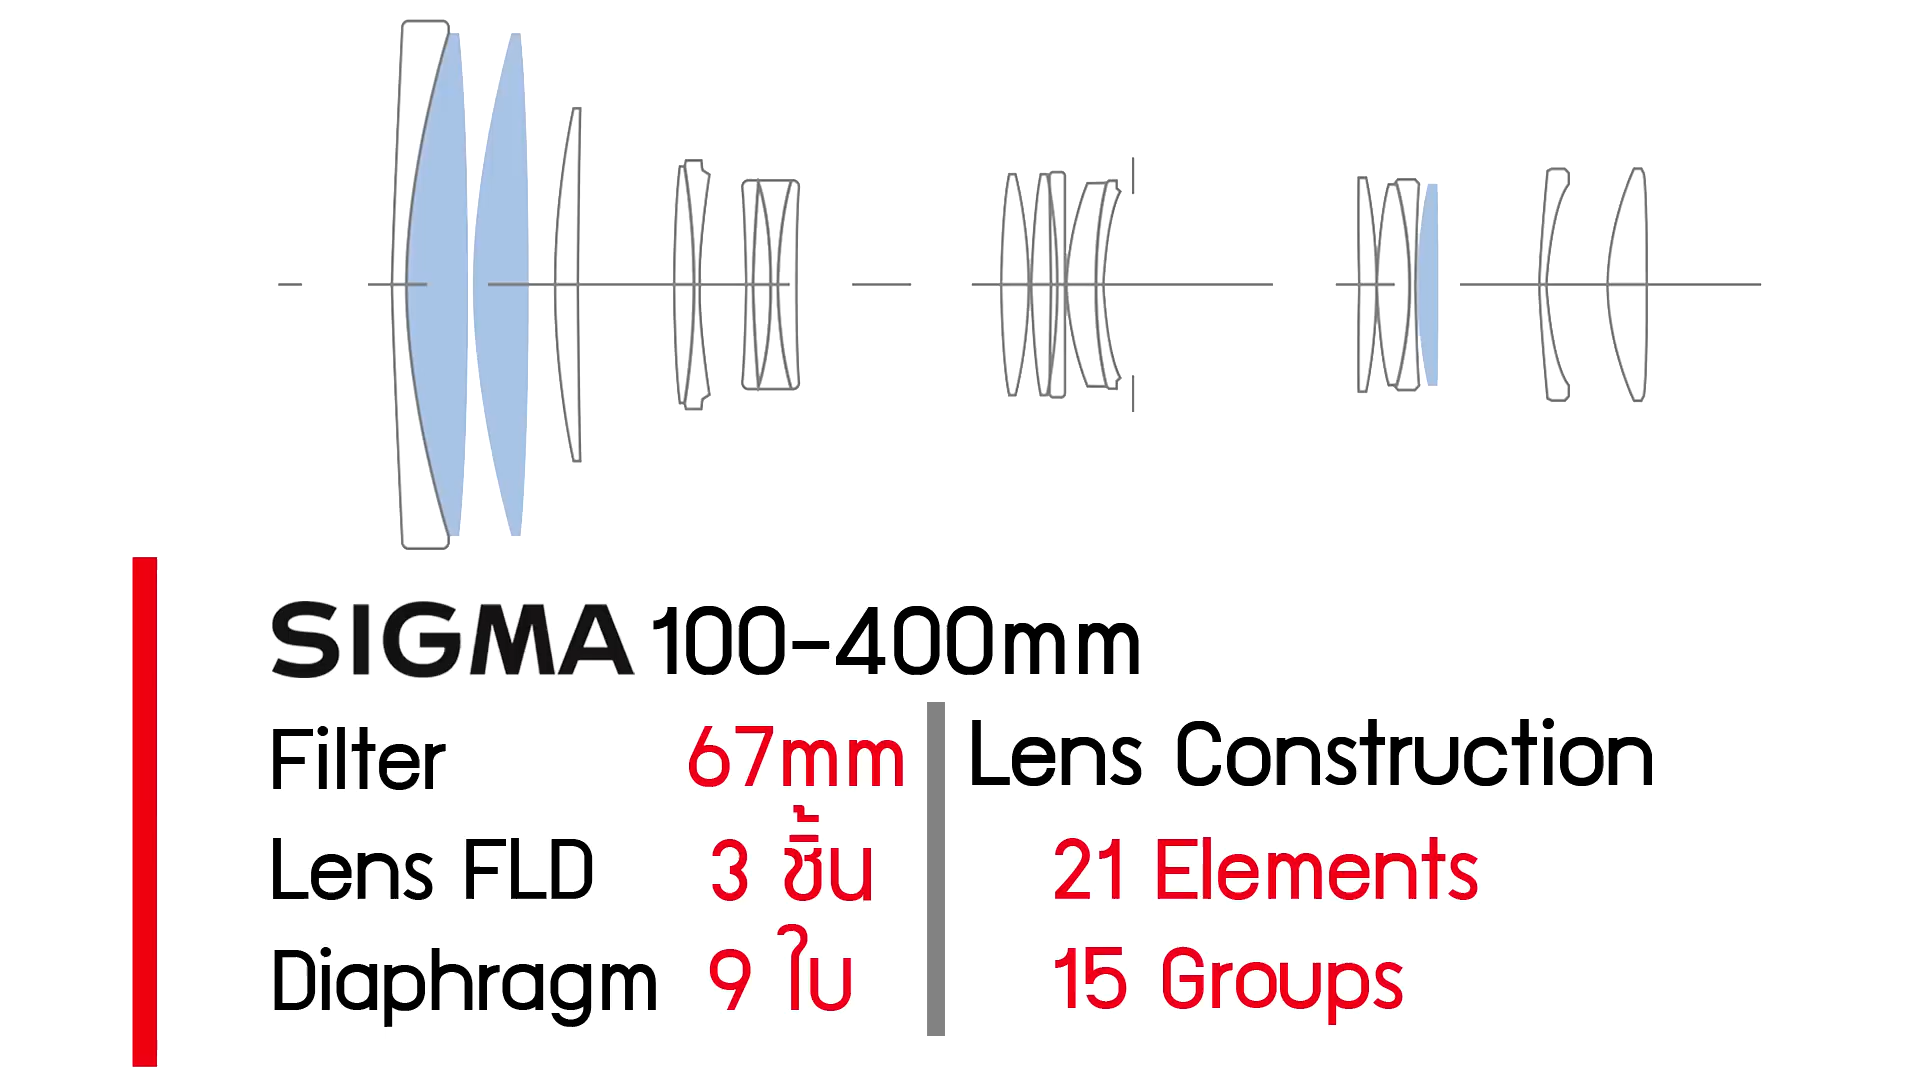 SIGMA 100-400mm
Filter 67mm
Lens FLD 3 ชิ้น
Diaphragm 9 ใบ
Lens Construction
21 Elements
15 Groups